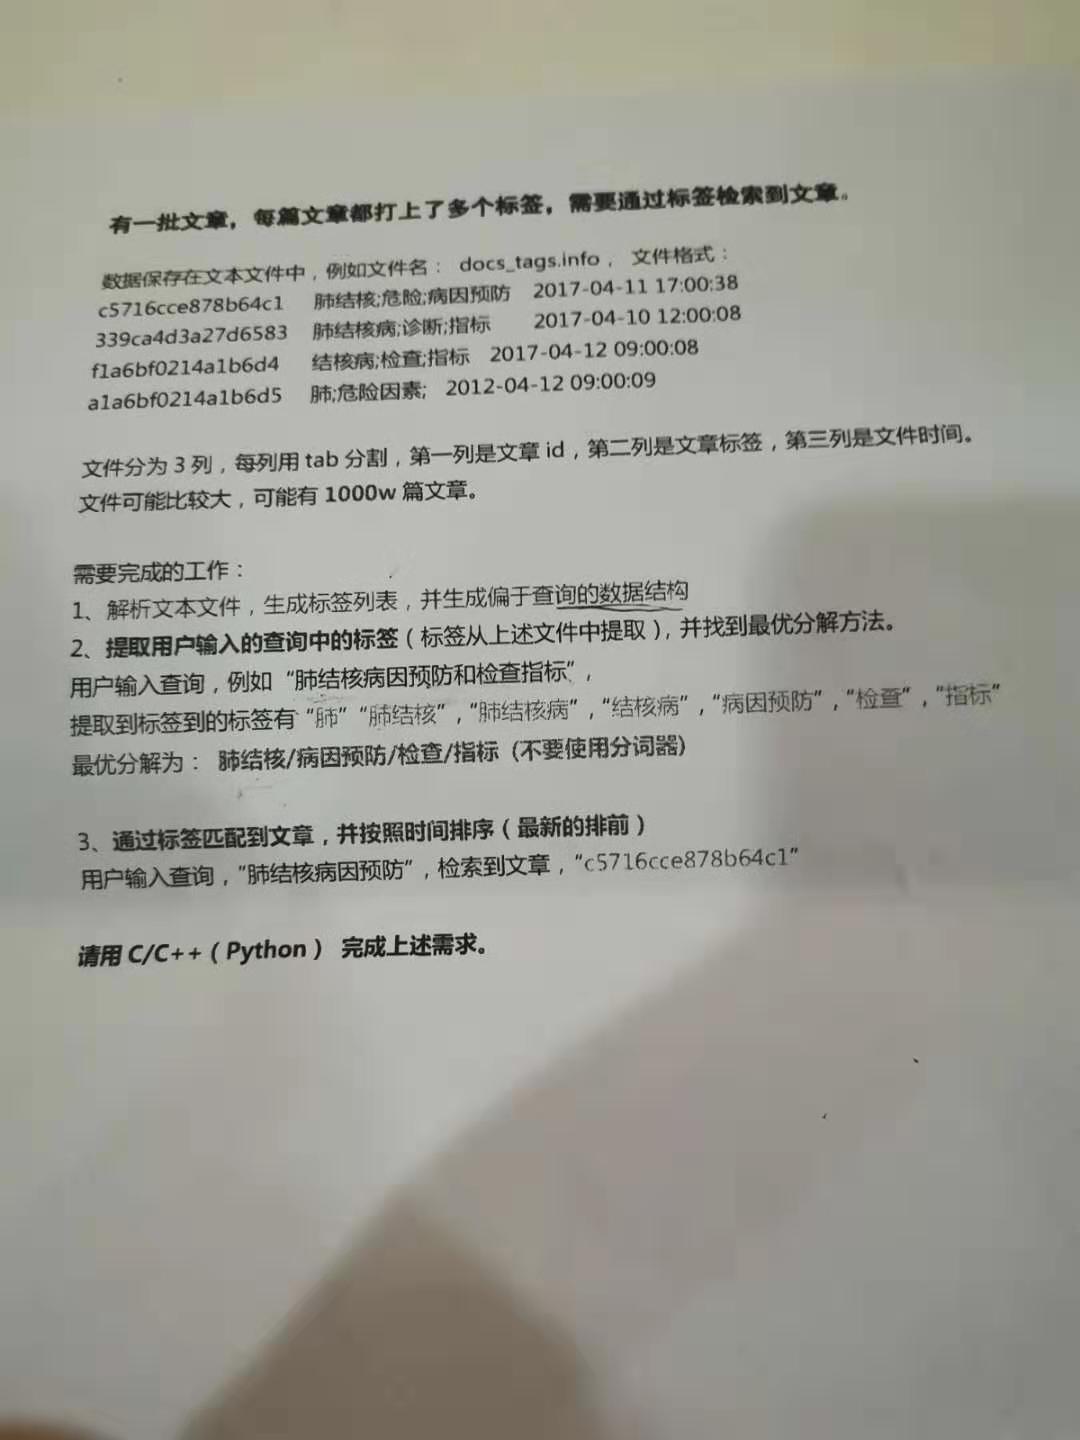 有一批文章，每篇文章都打上了多个标签，需要通过标签检索到文章。
数据保存在文本文件中，例如文件名： docs_tags.info， 文件格式：
c5716cce878b64c1 肺结核;危险;病因预防 2017-04-11 17:00:38
339ca4d3a27d6583 肺结核病;诊断;指标 2017-04-10 12:00:08
f1a6bf0214a1b6d4 结核病;检查;指标 2017-04-12 09:00:08
a1a6bf0214a1b6d5 肺;危险因素; 2012-04-12 09:00:09
文件分为 3 列，每列用 tab 分割，第一列是文章 id，第二列是文章标签，第三列是文件时间。
文件可能比较大，可能有 1000w 篇文章。
需要完成的工作：
1、解析文本文件，生成标签列表，并生成偏于查询的数据结构
2、提取用户输入的查询中的标签（标签从上述文件中提取），并找到最优分解方法。
用户输入查询，例如“肺结核病因预防和检查指标”，
提取到标签到的标签有“肺”“肺结核”，“肺结核病”，“结核病”，“病因预防”，“检查”，“指标”
最优分解为： 肺结核/病因预防/检查/指标（不要使用分词器）
3、通过标签匹配到文章，并按照时间排序（最新的排前）
用户输入查询，“肺结核病因预防”，检索到文章，“c5716cce878b64c1”
请用 C/C++（Python） 完成上述需求。